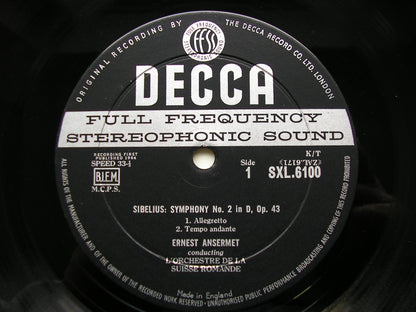 ORIGINAL RECORDING BY
THE DECCA RECORD CO. LTD., LONDON
FULL FREQUENCY STEREOPHONIC SOUND
ffss
DECCA
FULL FREQUENCY
STEREOPHONIC SOUND
RECORDING FIRST
PUBLISHED 1964
SPEED 33⅓
BIEM
M.C.P.S.
Side
1
K/T
(ZAL.6171)
SXL.6100
SIBELIUS: SYMPHONY No. 2 in D, Op. 43
1. Allegretto
2. Tempo andante
ERNEST ANSERMET
conducting
L'ORCHESTRE DE LA
SUISSE ROMANDE
Made in England
ALL RIGHTS OF THE MANUFACTURER AND OF THE OWNER OF THE RECORDED WORK RESERVED · UNAUTHORISED PUBLIC PERFORMANCE, BROADCASTING AND COPYING OF THIS RECORD PROHIBITED